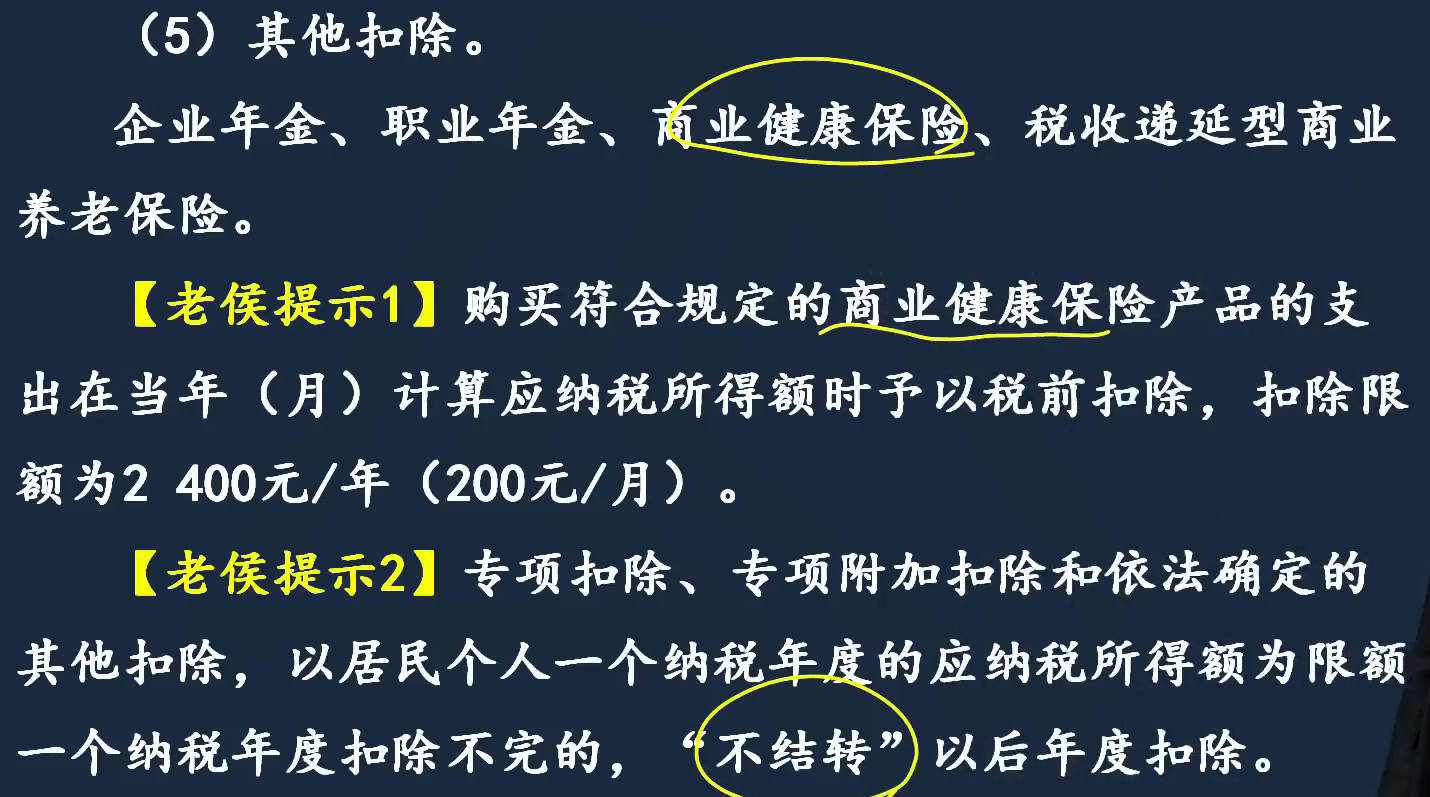 （5）其他扣除。
企业年金、职业年金、商业健康保险、税收递延型商业
养老保险。
【老侯提示1】购买符合规定的商业健康保险产品的支
出在当年（月）计算应纳税所得额时予以税前扣除，扣除限
额为2 400元/年（200元/月）。
【老侯提示2】专项扣除、专项附加扣除和依法确定的
其他扣除，以居民个人一个纳税年度的应纳税所得额为限额
一个纳税年度扣除不完的，“不结转”以后年度扣除。